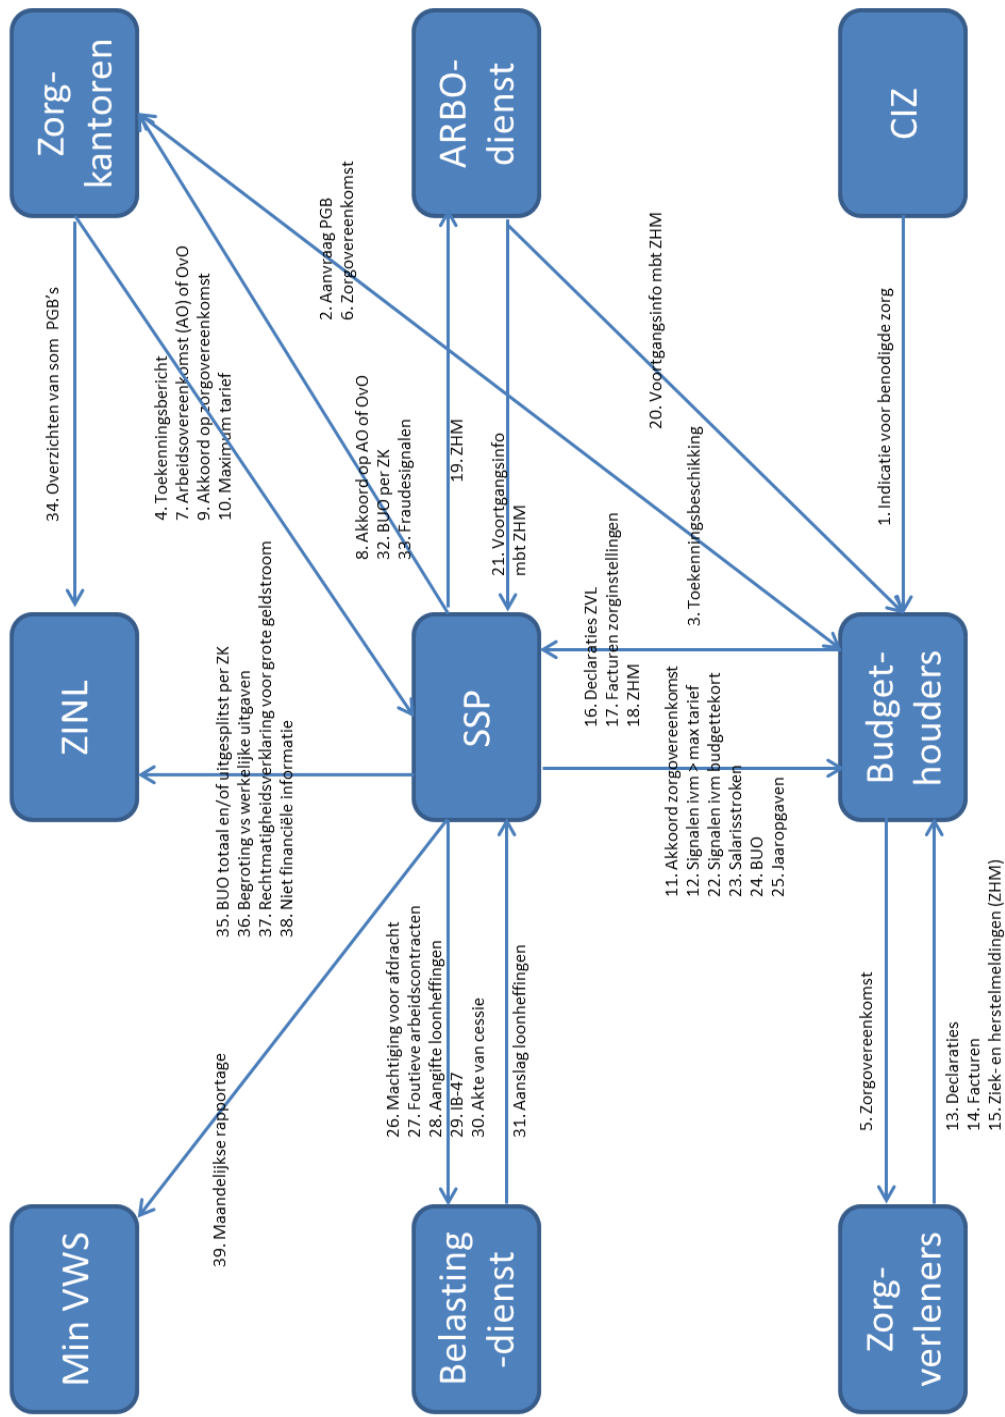 Min VWS
ZINL
Zorg-
kantoren
39. Maandelijkse rapportage
34. Overzichten van som PGB's
35. BUO totaal en/of uitgesplitst per ZK
36. Begroting vs werkelijke uitgaven
37. Rechtmatigheidsverklaring voor grote geldstroom
38. Niet financiële informatie
4. Toekenningsbericht
7. Arbeidsovereenkomst (AO) of OvO
9. Akkoord op zorgovereenkomst
10. Maximum tarief
2. Aanvraag PGB
6. Zorgovereenkomst
8. Akkoord op AO of OvO
32. BUO per ZK
33. Fraudesignalen
Belasting
-dienst
SSP
ARBO-
dienst
26. Machtiging voor afdracht
27. Foutieve arbeidscontracten
28. Aangifte loonheffingen
29. IB-47
30. Akte van cessie
31. Aanslag loonheffingen
19. ZHM
21. Voortgangsinfo
mbt ZHM
16. Declaraties ZVL
17. Facturen zorginstellingen
18. ZHM
11. Akkoord zorgovereenkomst
12. Signalen ivm > max tarief
22. Signalen ivm budgettekort
23. Salarisstroken
24. BUO
25. Jaaropgaven
3. Toekenningsbeschikking
20. Voortgangsinfo mbt ZHM
Zorg-
verleners
Budget-
houders
CIZ
5. Zorgovereenkomst
13. Declaraties
14. Facturen
15. Ziek- en herstelmeldingen (ZHM)
1. Indicatie voor benodigde zorg